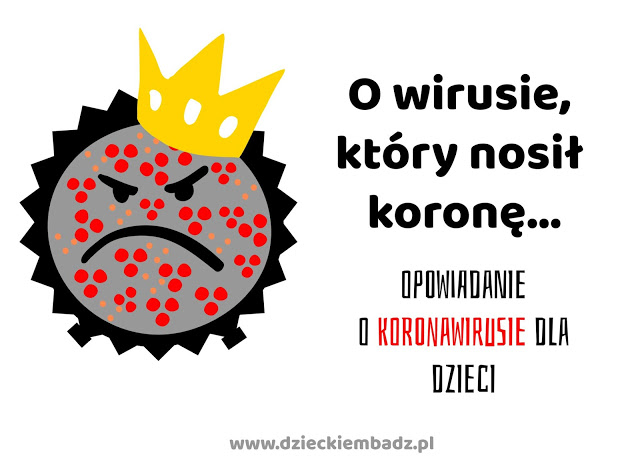 O wirusie,
który nosił
koronę...
OPOWIADANIE
O KORONAWIRUSIE DLA
DZIECI
www.dzieckiembadz.pl